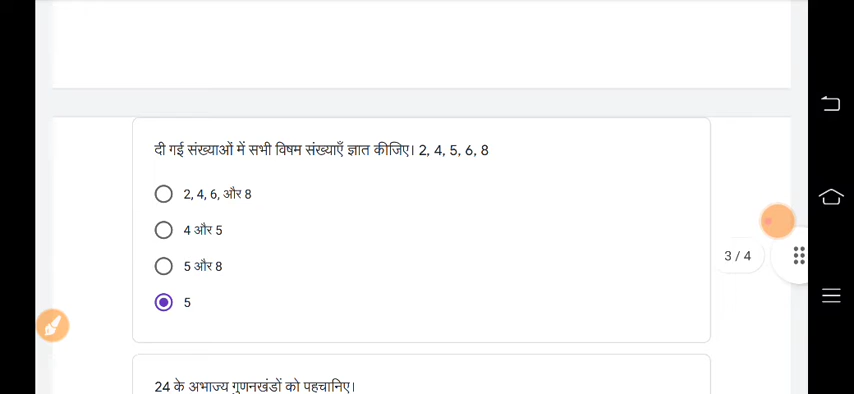 दी गई संख्याओं में सभी विषम संख्याएँ ज्ञात कीजिए। 2, 4, 5, 6, 8
2, 4, 6, और 8
4 और 5
5 और 8
3 / 4
5
24 के अभाज्य गुणनखंडों को पहचानिए।